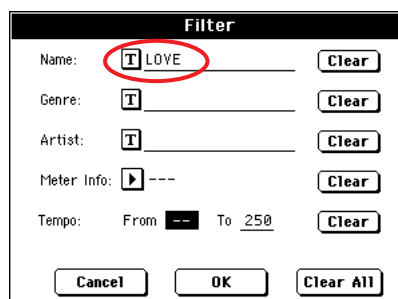 Filter
Name: T LOVE Clear
Genre: T Clear
Artist: T Clear
Meter Info: --- Clear
Tempo: From -- To 250 Clear
Cancel OK Clear All